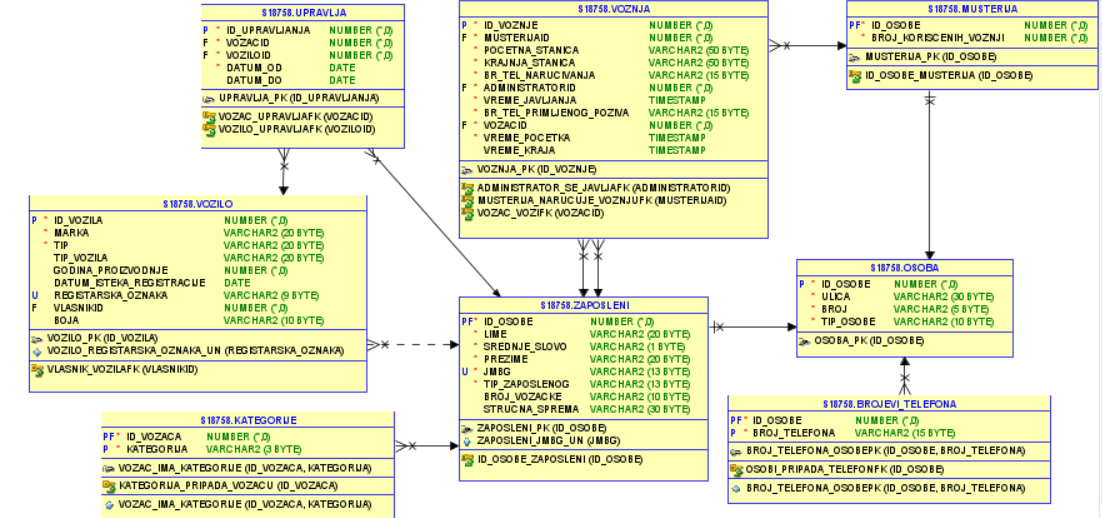 S18758.UPRAVLJA
P * ID_UPRAVLJANJA NUMBER (*,0)
F * VOZACID NUMBER (*,0)
F * VOZILOID NUMBER (*,0)
* DATUM_OD DATE
DATUM_DO DATE
UPRAVLJA_PK (ID_UPRAVLJANJA)
VOZAC_UPRAVLJAFK (VOZACID)
VOZILO_UPRAVLJAFK (VOZILOID)
S18758.VOZNJA
P * ID_VOZNJE NUMBER (*,0)
F * MUSTERIJAID NUMBER (*,0)
* POCETNA_STANICA VARCHAR2 (50 BYTE)
* KRAJNJA_STANICA VARCHAR2 (50 BYTE)
* BR_TEL_NARUCIVANJA VARCHAR2 (15 BYTE)
F * ADMINISTRATORID NUMBER (*,0)
* VREME_JAVLJANJA TIMESTAMP
* BR_TEL_PRIMLJENOG_POZIVA VARCHAR2 (15 BYTE)
F * VOZACID NUMBER (*,0)
* VREME_POCETKA TIMESTAMP
VREME_KRAJA TIMESTAMP
VOZNJA_PK (ID_VOZNJE)
ADMINISTRATOR_SE_JAVLJAFK (ADMINISTRATORID)
MUSTERIJA_NARUCUJE_VOZNJUFK (MUSTERIJAID)
VOZAC_VOZIFK (VOZACID)
S18758.MUSTERIJA
PF* ID_OSOBE NUMBER (*,0)
* BROJ_KORISCENIH_VOZNJI NUMBER (*,0)
MUSTERIJA_PK (ID_OSOBE)
ID_OSOBE_MUSTERIJA (ID_OSOBE)
S18758.VOZILO
P * ID_VOZILA NUMBER (*,0)
* MARKA VARCHAR2 (20 BYTE)
* TIP VARCHAR2 (20 BYTE)
TIP_VOZILA VARCHAR2 (20 BYTE)
GODINA_PROIZVODNJE NUMBER (*,0)
DATUM_ISTEKA_REGISTRACIJE DATE
U REGISTARSKA_OZNAKA VARCHAR2 (9 BYTE)
F VLASNIKID NUMBER (*,0)
BOJA VARCHAR2 (10 BYTE)
VOZILO_PK (ID_VOZILA)
VOZILO_REGISTARSKA_OZNAKA_UN (REGISTARSKA_OZNAKA)
VLASNIK_VOZILAFK (VLASNIKID)
S18758.ZAPOSLENI
PF* ID_OSOBE NUMBER (*,0)
* LIME VARCHAR2 (20 BYTE)
* SREDNJE_SLOVO VARCHAR2 (1 BYTE)
* PREZIME VARCHAR2 (20 BYTE)
U * JMBG VARCHAR2 (13 BYTE)
* TIP_ZAPOSLENOG VARCHAR2 (13 BYTE)
BROJ_VOZACKE VARCHAR2 (10 BYTE)
STRUCNA_SPREMA VARCHAR2 (30 BYTE)
ZAPOSLENI_PK (ID_OSOBE)
ZAPOSLENI_JMBG_UN (JMBG)
ID_OSOBE_ZAPOSLENI (ID_OSOBE)
S18758.OSOBA
P * ID_OSOBE NUMBER (*,0)
* ULICA VARCHAR2 (30 BYTE)
* BROJ VARCHAR2 (5 BYTE)
* TIP_OSOBE VARCHAR2 (10 BYTE)
OSOBA_PK (ID_OSOBE)
S18758.KATEGORIJE
PF* ID_VOZACA NUMBER (*,0)
P * KATEGORIJA VARCHAR2 (3 BYTE)
VOZAC_IMA_KATEGORIJE (ID_VOZACA, KATEGORIJA)
KATEGORIJA_PRIPADA_VOZACU (ID_VOZACA)
VOZAC_IMA_KATEGORIJE (ID_VOZACA, KATEGORIJA)
S18758.BROJEVI_TELEFONA
PF* ID_OSOBE NUMBER (*,0)
P * BROJ_TELEFONA VARCHAR2 (15 BYTE)
BROJ_TELEFONA_OSOBEPK (ID_OSOBE, BROJ_TELEFONA)
OSOBI_PRIPADA_TELEFONFK (ID_OSOBE)
BROJ_TELEFONA_OSOBEPK (ID_OSOBE, BROJ_TELEFONA)